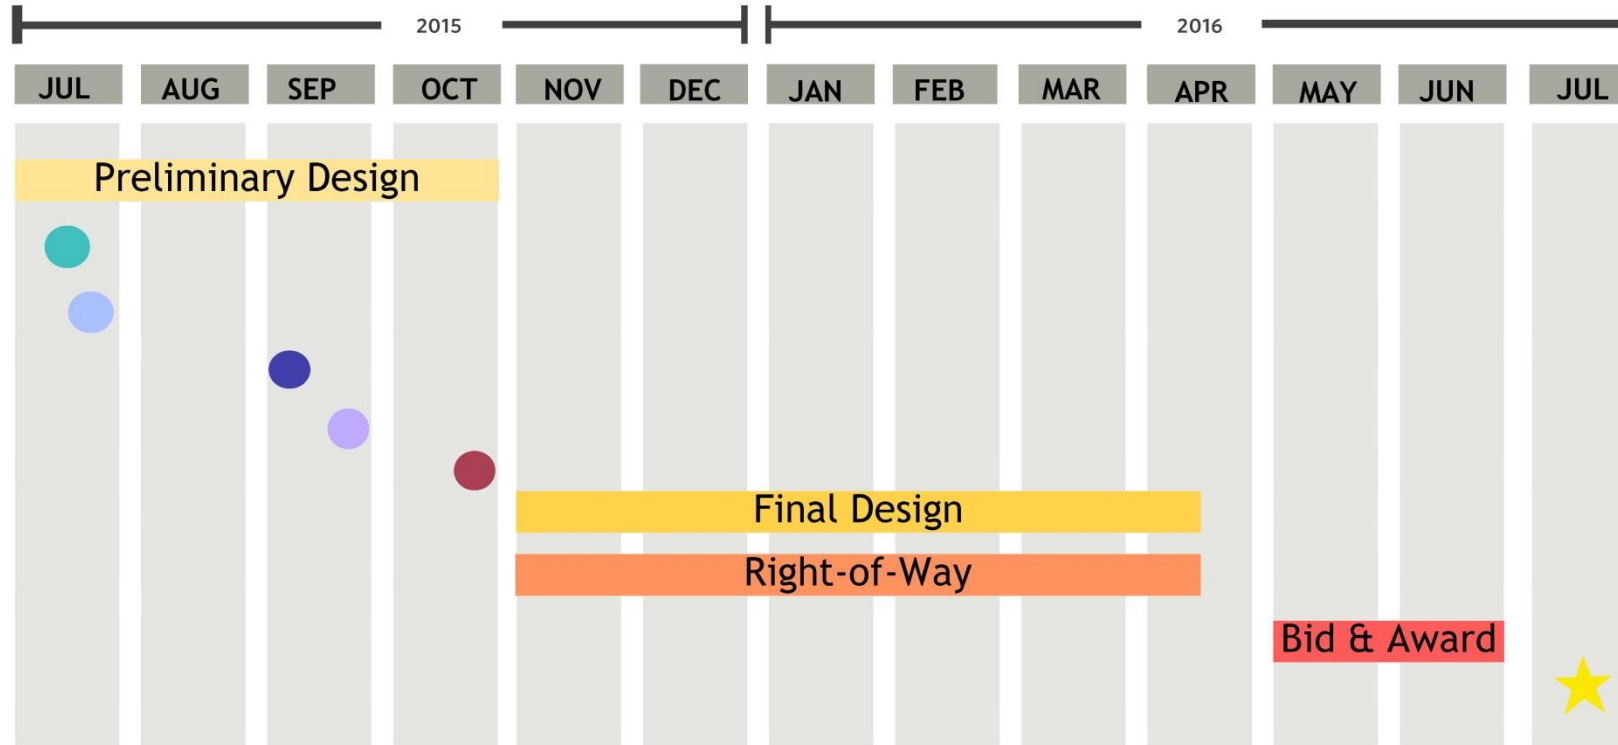 2015 2016
JUL AUG SEP OCT NOV DEC JAN FEB MAR APR MAY JUN JUL
Preliminary Design
Final Design
Right-of-Way
Bid & Award